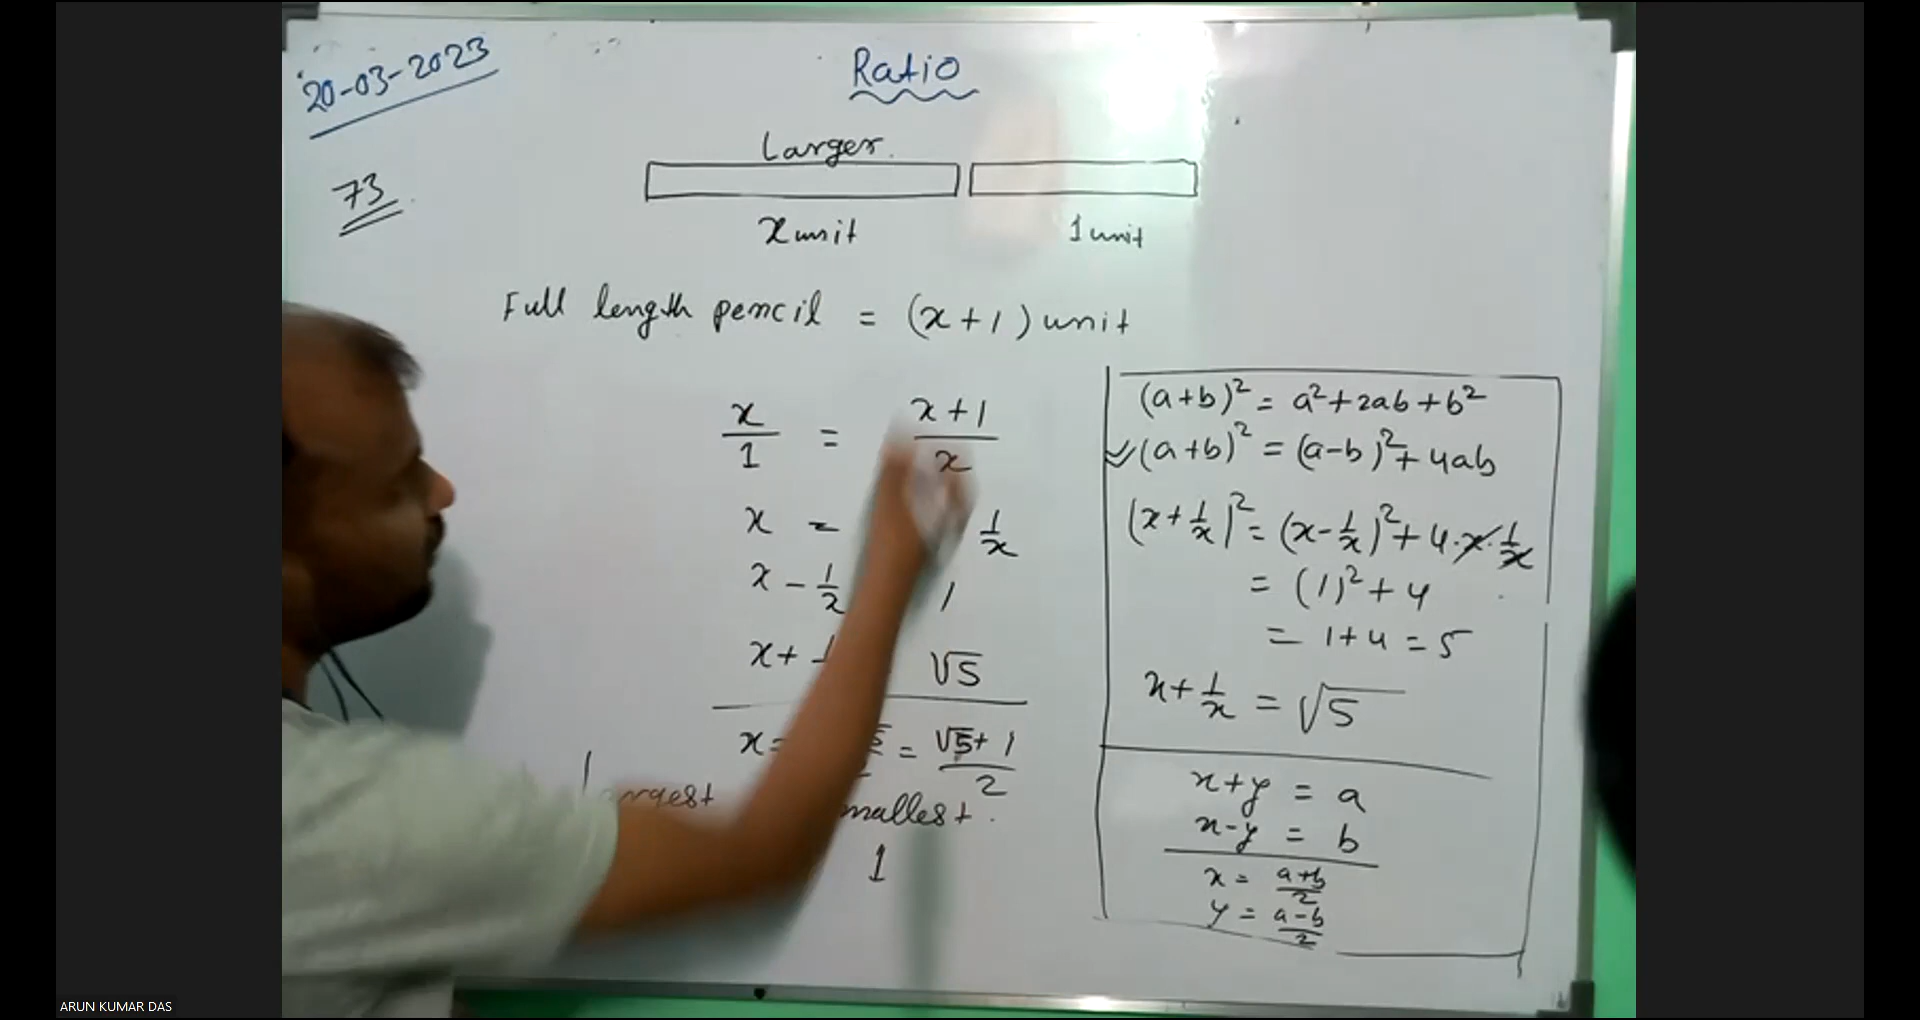 20-03-2023
Ratio
73
Larger.
x unit
1 unit
Full length pencil = (x+1) unit
x/1 = (x+1)/x
x = 1/x
x - 1/x 1
x + 1 √5
x = = (√5+1)/2
Largest
1
(a+b)² = a²+2ab+b²
✓(a+b)² = (a-b)²+4ab
(x+1/x)² = (x-1/x)²+4·x·1/x
= (1)²+4
= 1+4 = 5
x+1/x = √5
x+y = a
x-y = b
x = (a+b)/2
y = (a-b)/2
ARUN KUMAR DAS